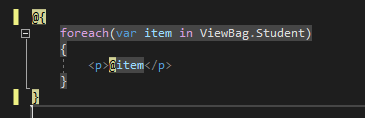 @{
foreach(var item in ViewBag.Student)
{
<p>@item</p>
}
}